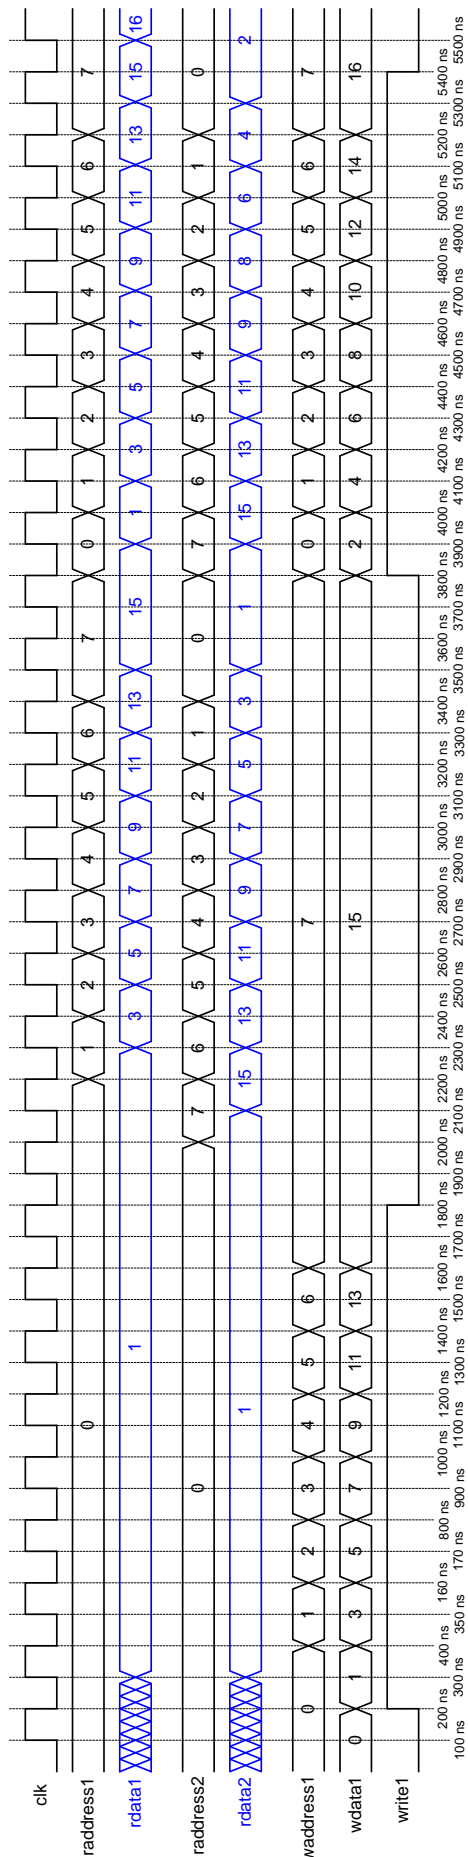 clk
raddress1 0 1 2 3 4 5 6 7 0 1 2 3 4 5 6 7
rdata1 1 3 5 7 9 11 13 15 1 3 5 7 9 11 13 15 16
raddress2 0 7 6 5 4 3 2 1 0 7 6 5 4 3 2 1 0
rdata2 1 15 13 11 9 7 5 3 1 15 13 11 9 8 6 4 2
waddress1 0 1 2 3 4 5 6 7 0 1 2 3 4 5 6 7
wdata1 0 1 3 5 7 9 11 13 15 2 4 6 8 10 12 14 16
write1
200 ns 400 ns 160 ns 800 ns 1000 ns 1200 ns 1400 ns 1600 ns 1800 ns 2000 ns 2200 ns 2400 ns 2600 ns 2800 ns 3000 ns 3200 ns 3400 ns 3600 ns 3800 ns 4000 ns 4200 ns 4400 ns 4600 ns 4800 ns 5000 ns 5200 ns 5400 ns
100 ns 300 ns 350 ns 170 ns 900 ns 1100 ns 1300 ns 1500 ns 1700 ns 1900 ns 2100 ns 2300 ns 2500 ns 2700 ns 2900 ns 3100 ns 3300 ns 3500 ns 3700 ns 3900 ns 4100 ns 4300 ns 4500 ns 4700 ns 4900 ns 5100 ns 5300 ns 5500 ns